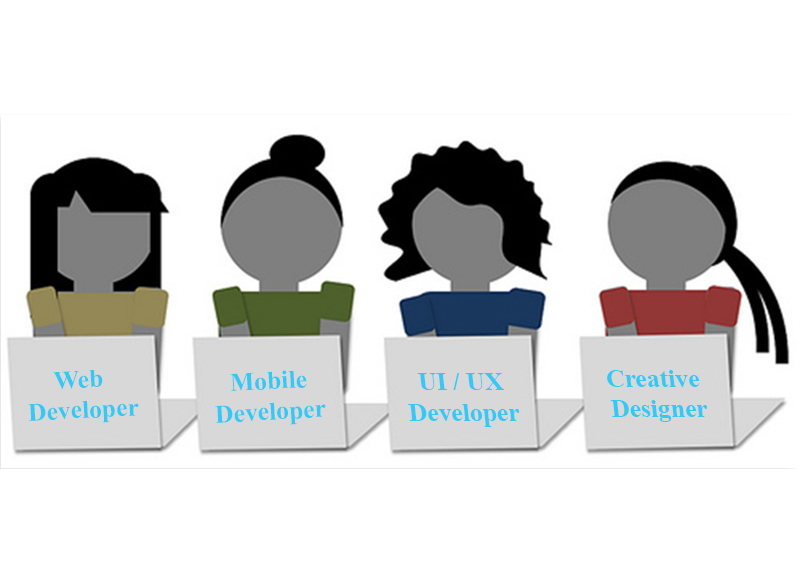 Web
Developer
Mobile
Developer
UI / UX
Developer
Creative
Designer